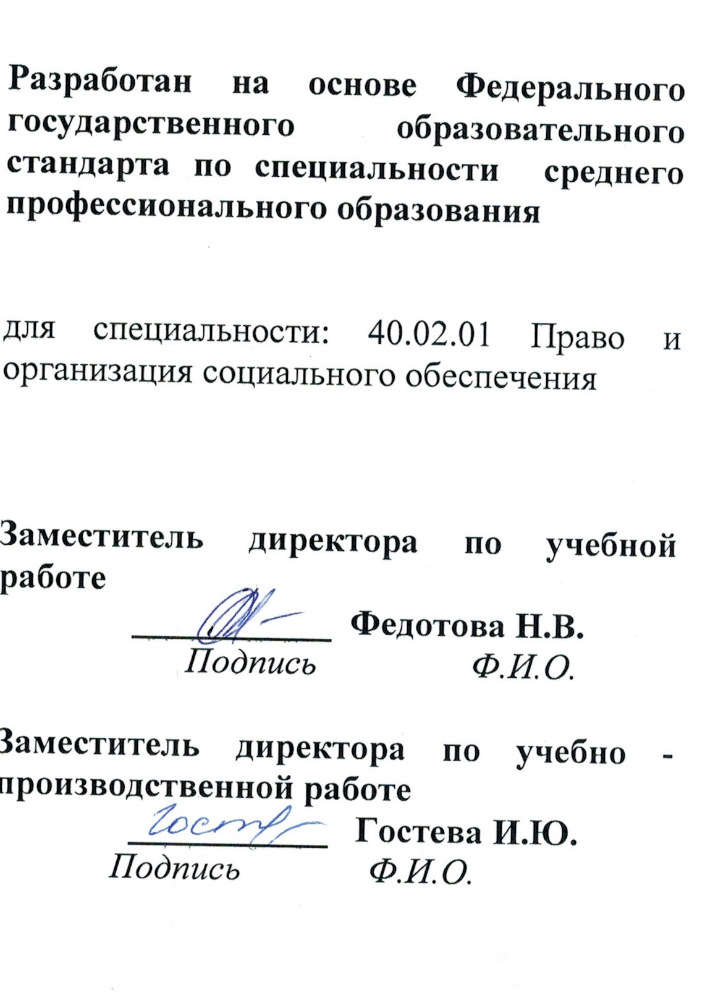 Разработан на основе Федерального
государственного образовательного
стандарта по специальности среднего
профессионального образования
для специальности: 40.02.01 Право и
организация социального обеспечения
Заместитель директора по учебной
работе
Федотова Н.В.
Подпись Ф.И.О.
Заместитель директора по учебно -
производственной работе
Гостева И.Ю.
Подпись Ф.И.О.